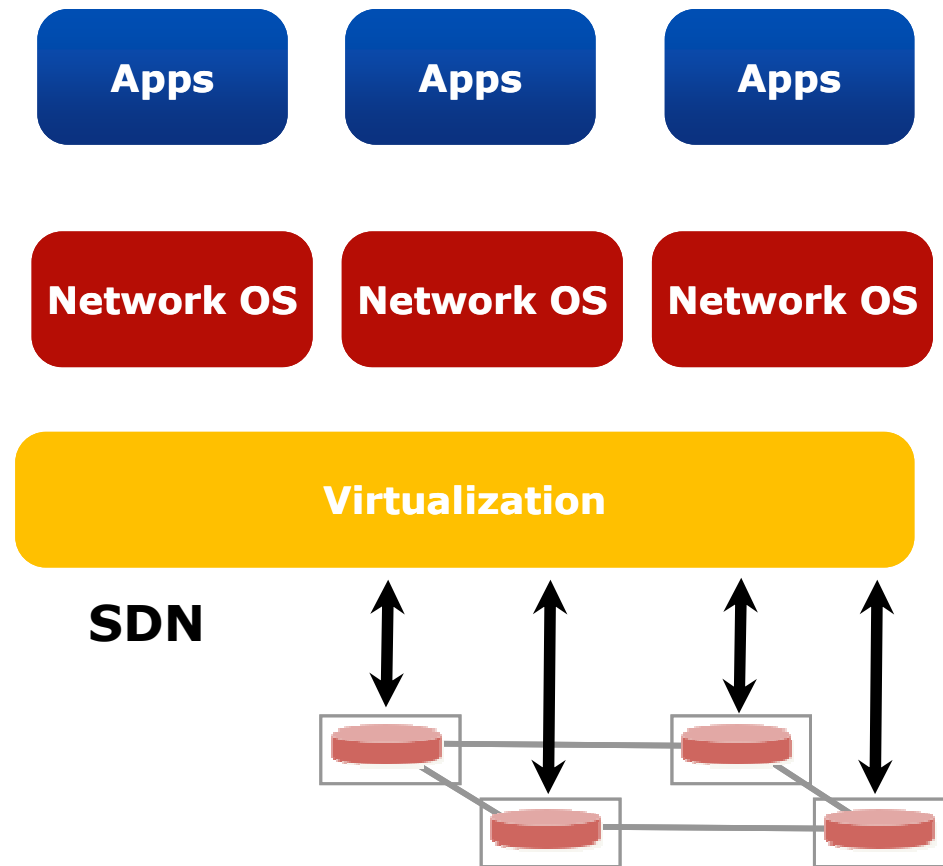 Apps
Apps
Apps
Network OS
Network OS
Network OS
Virtualization
SDN